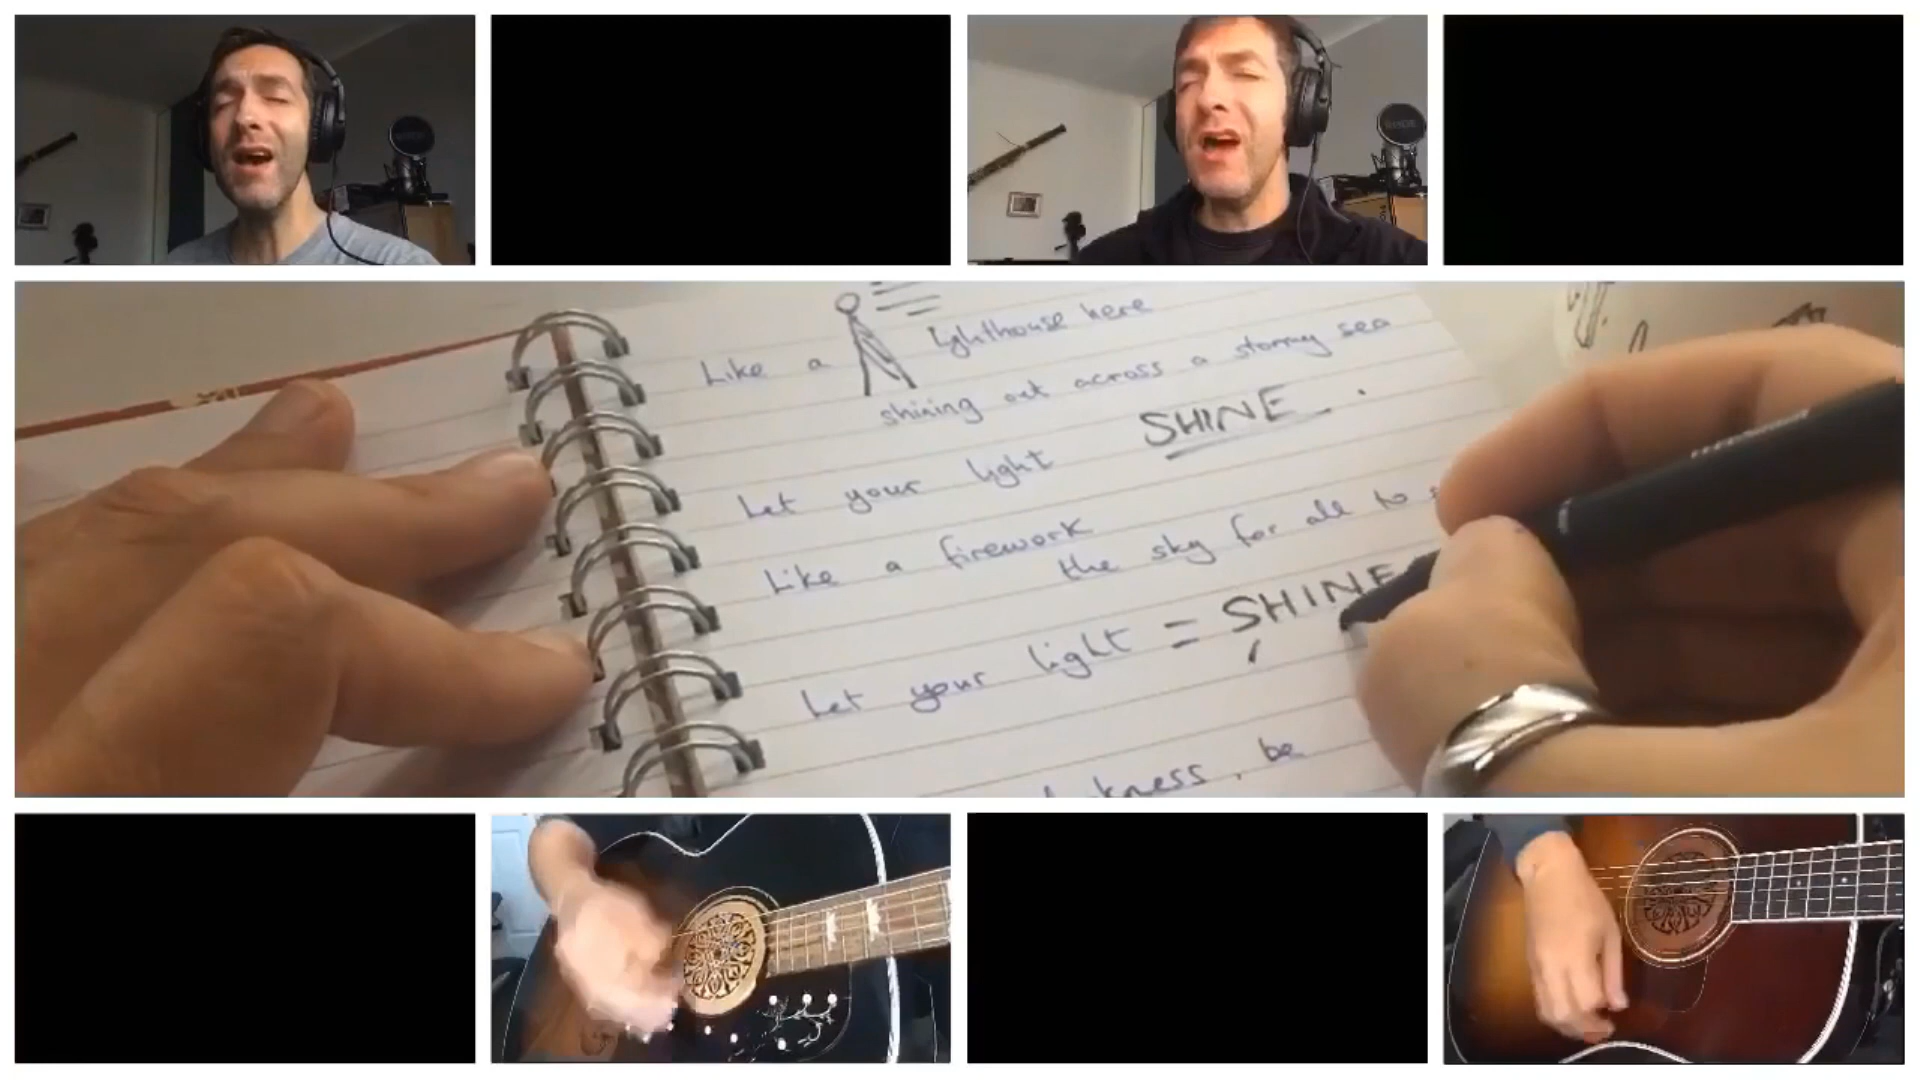 Like a lighthouse here
shining out across a stormy sea
Let your light SHINE
Like a firework
the sky for all to
Let your light = SHINE
be